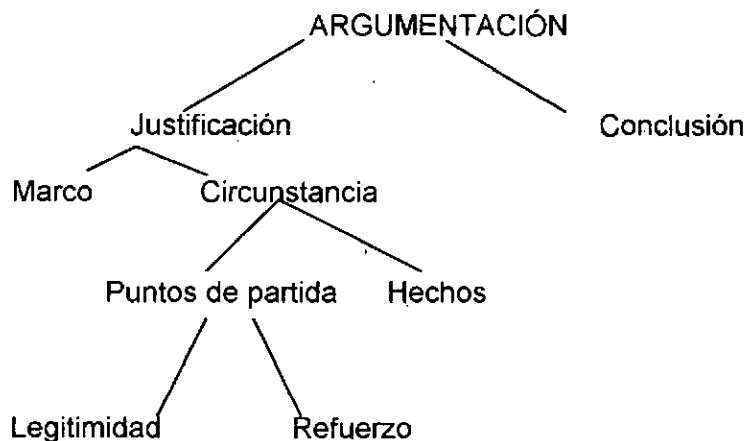 ARGUMENTACIÓN
Justificación Conclusión
Marco Circunstancia
Puntos de partida Hechos
Legitimidad Refuerzo